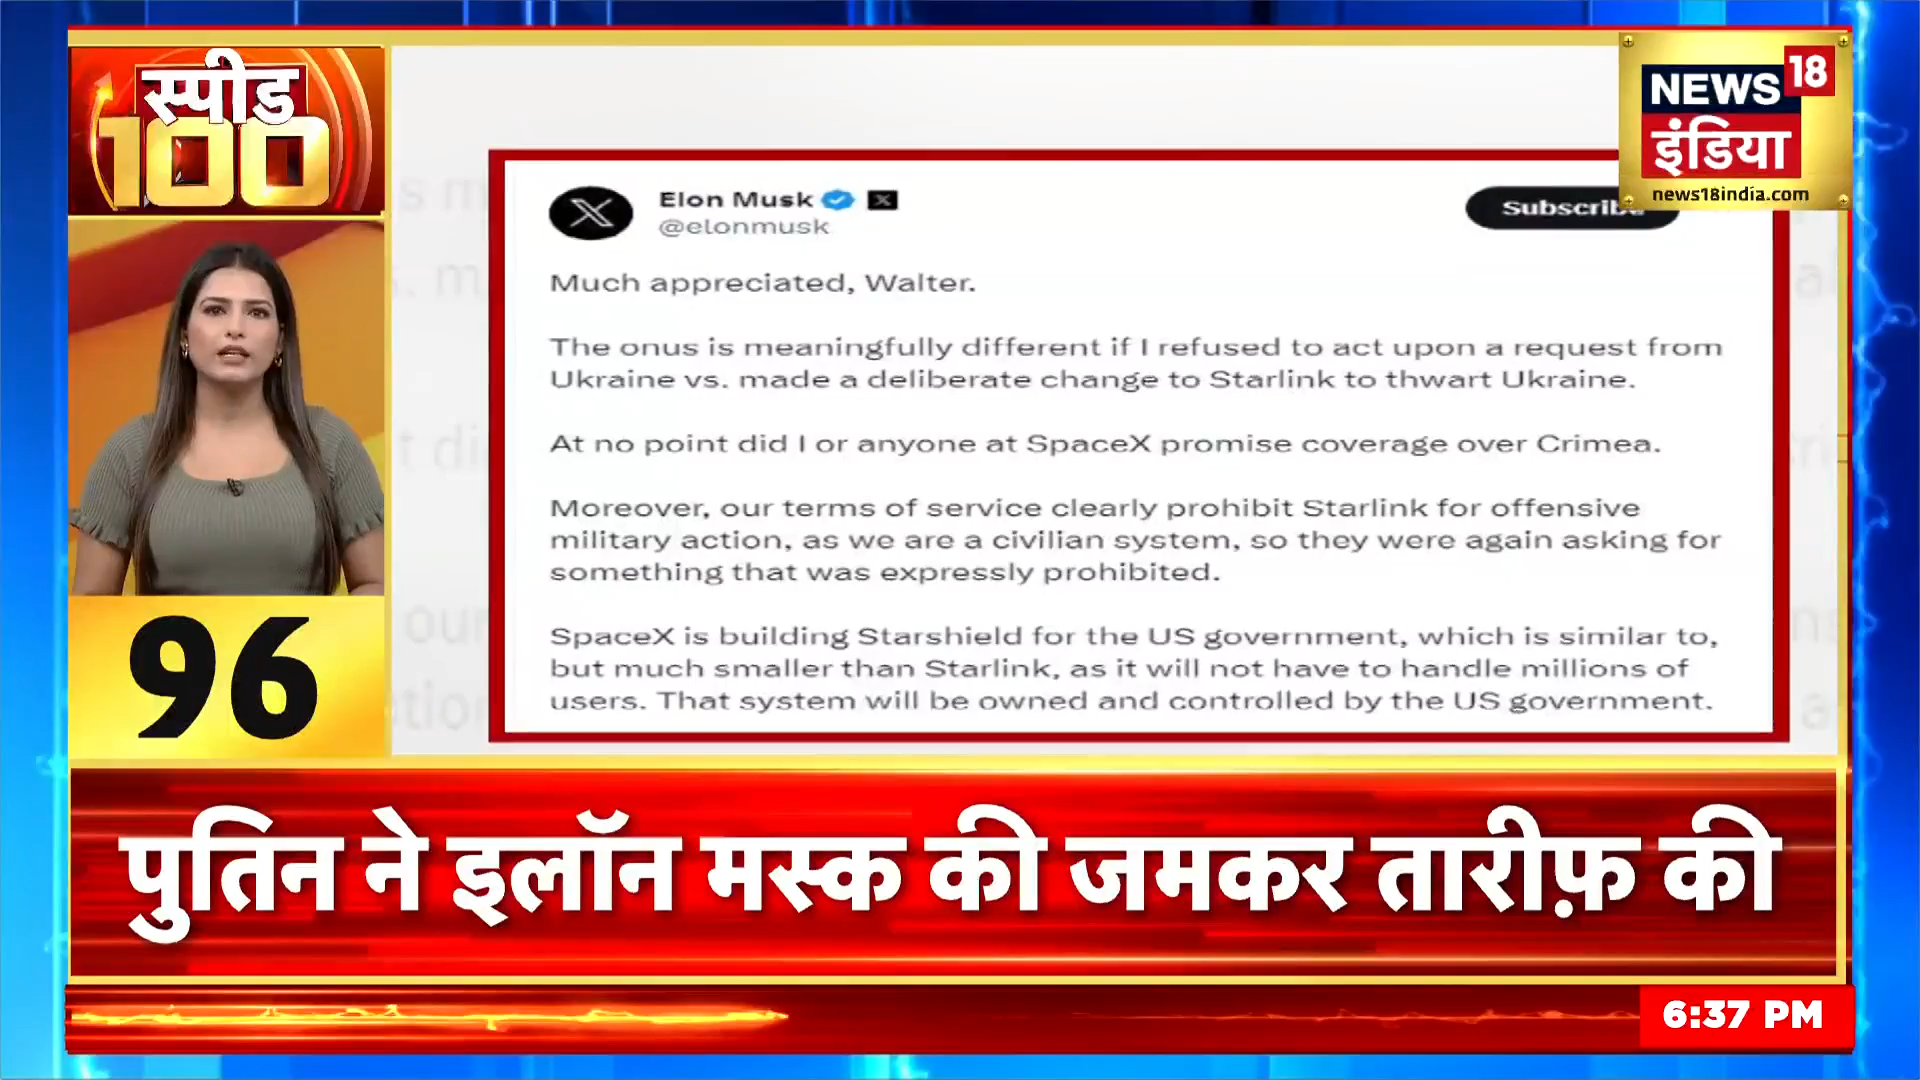 स्पीड
100
NEWS 18
इंडिया
news18india.com
Elon Musk
@elonmusk
Much appreciated, Walter.
The onus is meaningfully different if I refused to act upon a request from
Ukraine vs. made a deliberate change to Starlink to thwart Ukraine.
At no point did I or anyone at SpaceX promise coverage over Crimea.
Moreover, our terms of service clearly prohibit Starlink for offensive
military action, as we are a civilian system, so they were again asking for
something that was expressly prohibited.
SpaceX is building Starshield for the US government, which is similar to,
but much smaller than Starlink, as it will not have to handle millions of
users. That system will be owned and controlled by the US government.
Subscribe
96
पुतिन ने इलॉन मस्क की जमकर तारीफ़ की
6:37 PM